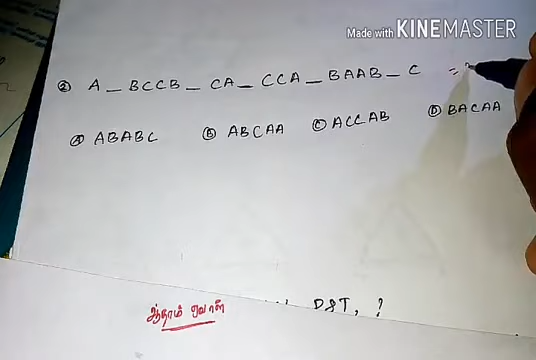 Made with KINEMASTER
② A _ BCCB _ CA _ CCA _ BAAB _ C = ?
Ⓐ ABABC Ⓑ ABCAA Ⓒ ACCAB Ⓓ BACAA
DST, ?